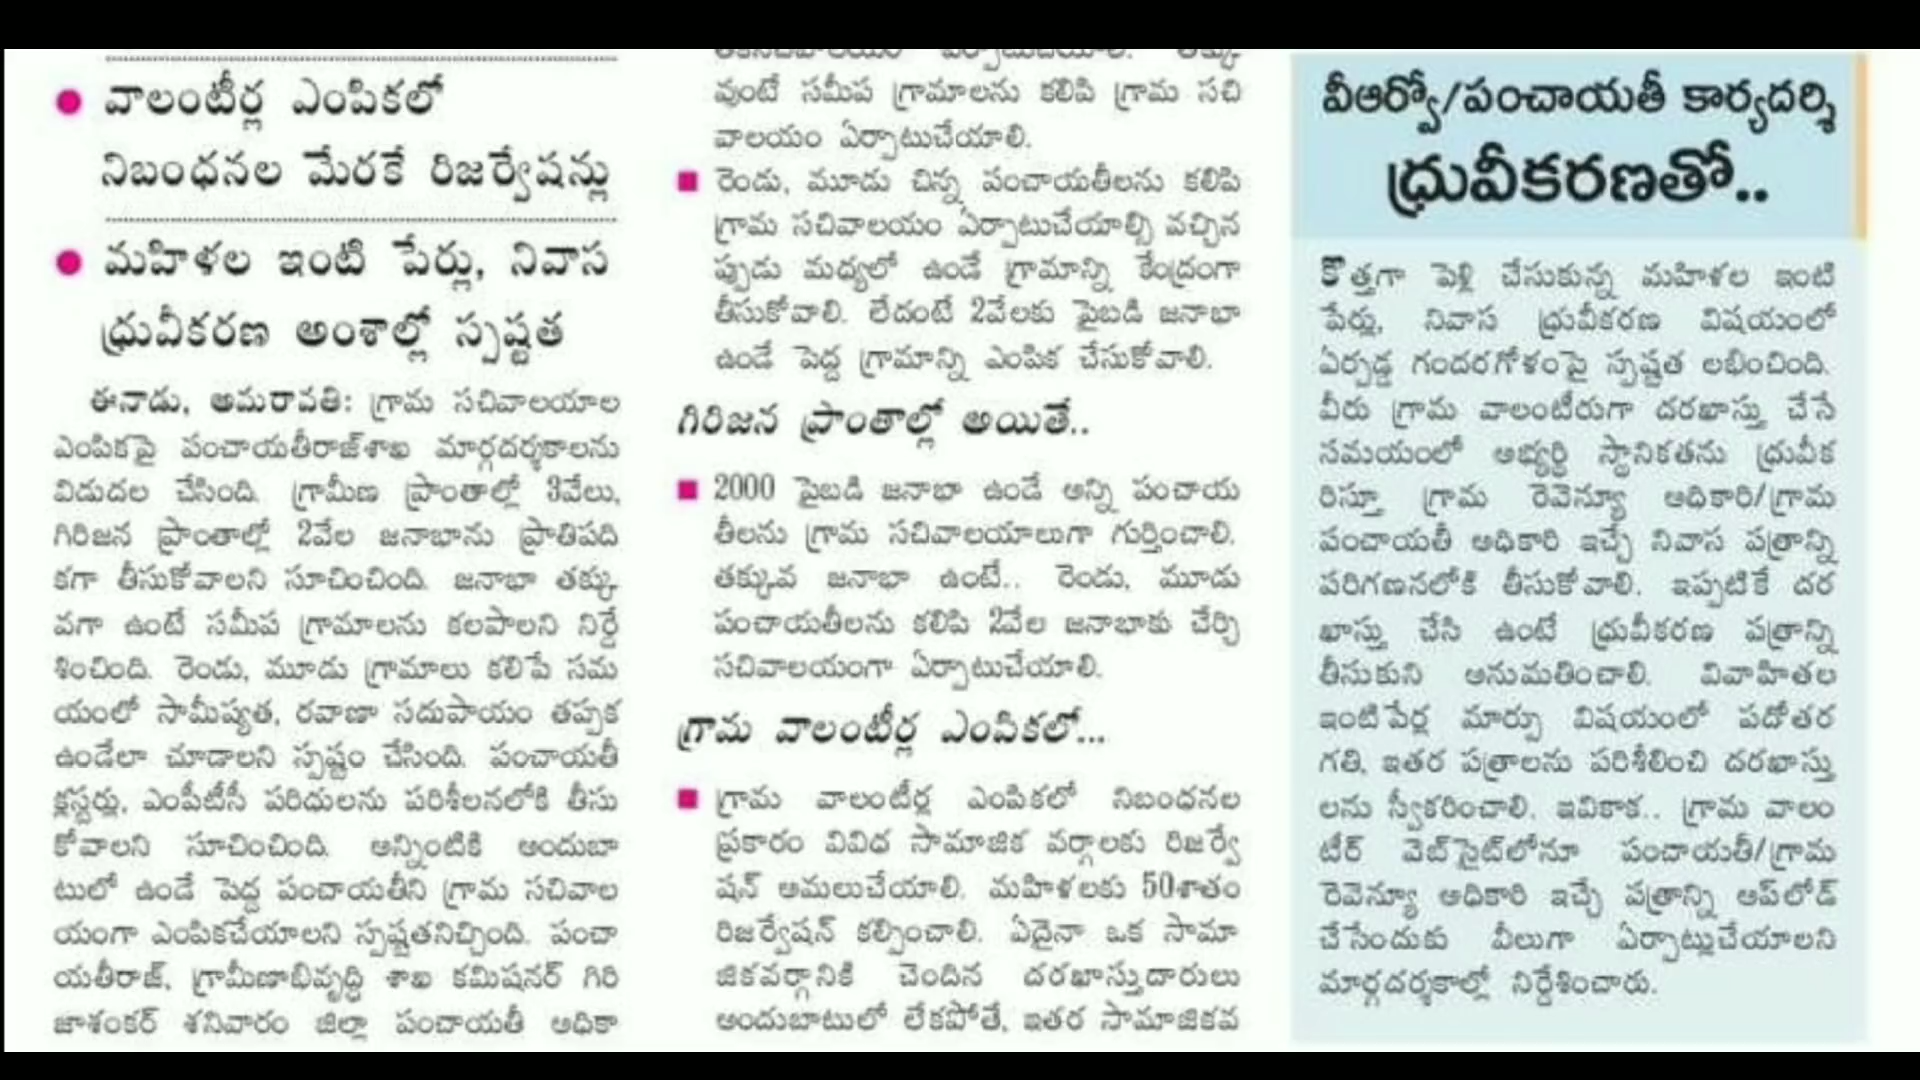 వాలంటీర్ల ఎంపికలో
నిబంధనల మేరకే రిజర్వేషన్లు
మహిళల ఇంటి పేర్లు, నివాస
ధ్రువీకరణ అంశాల్లో స్పష్టత
ఈనాడు, అమరావతి: గ్రామ సచివాలయాల
ఎంపికపై పంచాయతీరాజ్‌శాఖ మార్గదర్శకాలను
విడుదల చేసింది. గ్రామీణ ప్రాంతాల్లో 3వేలు,
గిరిజన ప్రాంతాల్లో 2వేల జనాభాను ప్రాతిపది
కగా తీసుకోవాలని సూచించింది. జనాభా తక్కు
వగా ఉంటే సమీప గ్రామాలను కలపాలని నిర్దే
శించింది. రెండు, మూడు గ్రామాలు కలిపే సమ
యంలో సామీప్యత, రవాణా సదుపాయం తప్పక
ఉండేలా చూడాలని స్పష్టం చేసింది. పంచాయతీ
క్లస్టర్లు, ఎంపీటీసీ పరిధులను పరిశీలనలోకి తీసు
కోవాలని సూచించింది. అన్నింటికి అందుబా
టులో ఉండే పెద్ద పంచాయతీని గ్రామ సచివాల
యంగా ఎంపికచేయాలని స్పష్టతనిచ్చింది. పంచా
యతీరాజ్, గ్రామీణాభివృద్ధి శాఖ కమిషనర్ గిరి
జాశంకర్ శనివారం జిల్లా పంచాయతీ అధికా
వుంటే సమీప గ్రామాలను కలిపి గ్రామ సచి
వాలయం ఏర్పాటుచేయాలి.
రెండు, మూడు చిన్న పంచాయతీలను కలిపి
గ్రామ సచివాలయం ఏర్పాటుచేయాల్సి వచ్చిన
ప్పుడు మధ్యలో ఉండే గ్రామాన్ని కేంద్రంగా
తీసుకోవాలి. లేదంటే 2వేలకు పైబడి జనాభా
ఉండే పెద్ద గ్రామాన్ని ఎంపిక చేసుకోవాలి.
గిరిజన ప్రాంతాల్లో అయితే..
2000 పైబడి జనాభా ఉండే అన్ని పంచాయ
తీలను గ్రామ సచివాలయాలుగా గుర్తించాలి.
తక్కువ జనాభా ఉంటే.. రెండు, మూడు
పంచాయతీలను కలిపి 2వేల జనాభాకు చేర్చి
సచివాలయంగా ఏర్పాటుచేయాలి.
గ్రామ వాలంటీర్ల ఎంపికలో...
గ్రామ వాలంటీర్ల ఎంపికలో నిబంధనల
ప్రకారం వివిధ సామాజిక వర్గాలకు రిజర్వే
షన్ అమలుచేయాలి. మహిళలకు 50శాతం
రిజర్వేషన్ కల్పించాలి. ఏదైనా ఒక సామా
జికవర్గానికి చెందిన దరఖాస్తుదారులు
అందుబాటులో లేకపోతే, ఇతర సామాజికవ
వీఆర్వో/పంచాయతీ కార్యదర్శి
ధ్రువీకరణతో..
కొత్తగా పెళ్లి చేసుకున్న మహిళల ఇంటి
పేర్లు, నివాస ధ్రువీకరణ విషయంలో
ఏర్పడ్డ గందరగోళంపై స్పష్టత లభించింది.
వీరు గ్రామ వాలంటీరుగా దరఖాస్తు చేసే
సమయంలో అభ్యర్థి స్థానికతను ధ్రువీక
రిస్తూ గ్రామ రెవెన్యూ అధికారి/గ్రామ
పంచాయతీ అధికారి ఇచ్చే నివాస పత్రాన్ని
పరిగణనలోకి తీసుకోవాలి. ఇప్పటికే దర
ఖాస్తు చేసి ఉంటే ధ్రువీకరణ పత్రాన్ని
తీసుకుని అనుమతించాలి. వివాహితల
ఇంటిపేర్ల మార్పు విషయంలో పదోతర
గతి, ఇతర పత్రాలను పరిశీలించి దరఖాస్తు
లను స్వీకరించాలి. ఇవికాక.. గ్రామ వాలం
టీర్ వెబ్‌సైట్‌లోనూ పంచాయతీ/గ్రామ
రెవెన్యూ అధికారి ఇచ్చే పత్రాన్ని అప్‌లోడ్
చేసేందుకు వీలుగా ఏర్పాట్లుచేయాలని
మార్గదర్శకాల్లో నిర్దేశించారు.